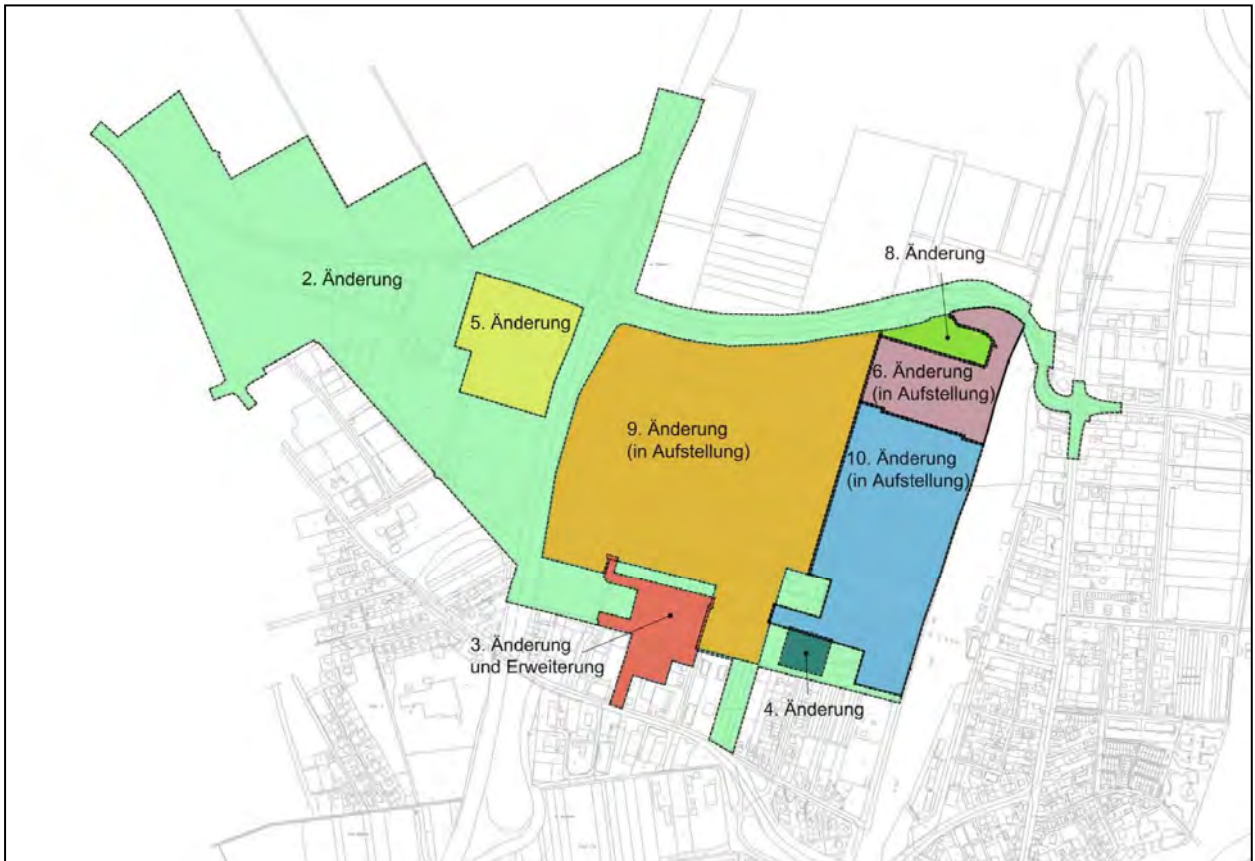 8. Änderung
2. Änderung
5. Änderung
6. Änderung
(in Aufstellung)
9. Änderung
(in Aufstellung)
10. Änderung
(in Aufstellung)
3. Änderung
und Erweiterung
4. Änderung